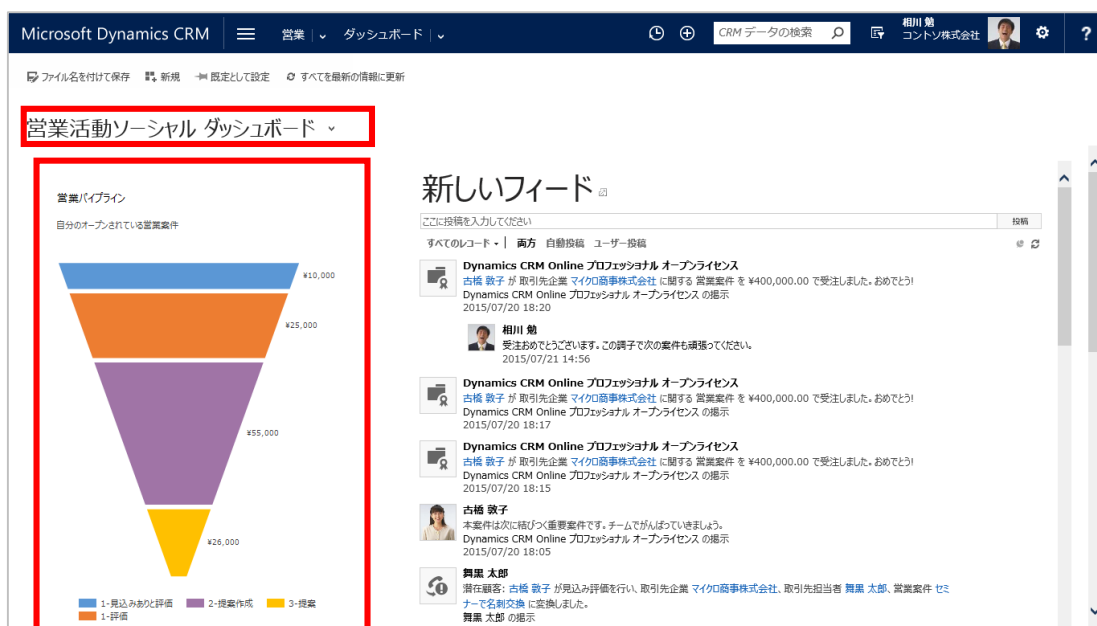 Microsoft Dynamics CRM 営業 ダッシュボード CRM データの検索 相川 勉
コントソ株式会社 ?
ファイル名を付けて保存 新規 既定として設定 すべてを最新の情報に更新
営業活動ソーシャル ダッシュボード
営業パイプライン
自分のオープンされている営業案件
¥10,000
¥25,000
¥55,000
¥26,000
1-見込みありと評価 2-提案作成 3-提案
1-評価
新しいフィード
ここに投稿を入力してください 投稿
すべてのレコード 両方 自動投稿 ユーザー投稿
Dynamics CRM Online プロフェッショナル オープンライセンス
古橋 敦子 が 取引先企業 マイクロ商事株式会社 に関する 営業案件 を ¥400,000.00 で受注しました。おめでとう!
Dynamics CRM Online プロフェッショナル オープンライセンス の掲示
2015/07/20 18:20
相川 勉
受注おめでとうございます。この調子で次の案件も頑張ってください。
2015/07/21 14:56
Dynamics CRM Online プロフェッショナル オープンライセンス
古橋 敦子 が 取引先企業 マイクロ商事株式会社 に関する 営業案件 を ¥400,000.00 で受注しました。おめでとう!
Dynamics CRM Online プロフェッショナル オープンライセンス の掲示
2015/07/20 18:17
Dynamics CRM Online プロフェッショナル オープンライセンス
古橋 敦子 が 取引先企業 マイクロ商事株式会社 に関する 営業案件 を ¥400,000.00 で受注しました。おめでとう!
Dynamics CRM Online プロフェッショナル オープンライセンス の掲示
2015/07/20 18:15
古橋 敦子
本案件は次に結びつく重要案件です。チームでがんばっていきましょう。
Dynamics CRM Online プロフェッショナル オープンライセンス の掲示
2015/07/20 18:05
舞黒 太郎
潜在顧客: 古橋 敦子 が見込み評価を行い、取引先企業 マイクロ商事株式会社、取引先担当者 舞黒 太郎、営業案件 セミ
ナーで名刺交換 に変換しました。
舞黒 太郎 の掲示